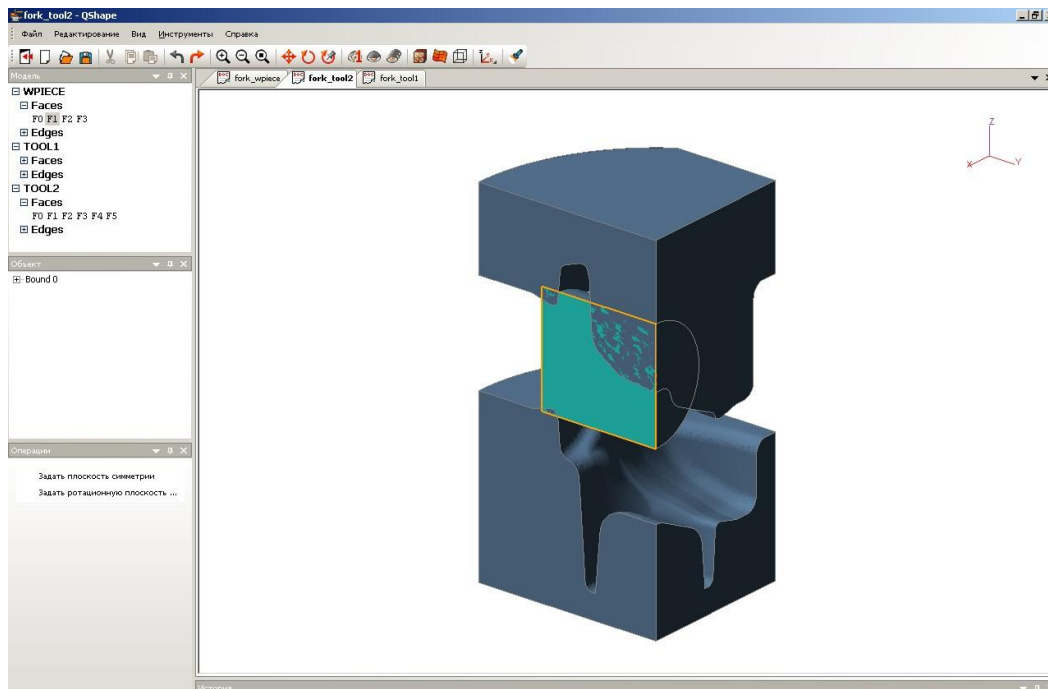 fork_tool2 - QShape
Файл Редактирование Вид Инструменты Справка
Модель
fork_wpiece fork_tool2 fork_tool1
WPIECE
Faces
F0 F1 F2 F3
Edges
TOOL1
Faces
Edges
TOOL2
Faces
F0 F1 F2 F3 F4 F5
Edges
Объект
Bound 0
Операции
Задать плоскость симметрии
Задать ротационную плоскость ...
Z
X
Y
История